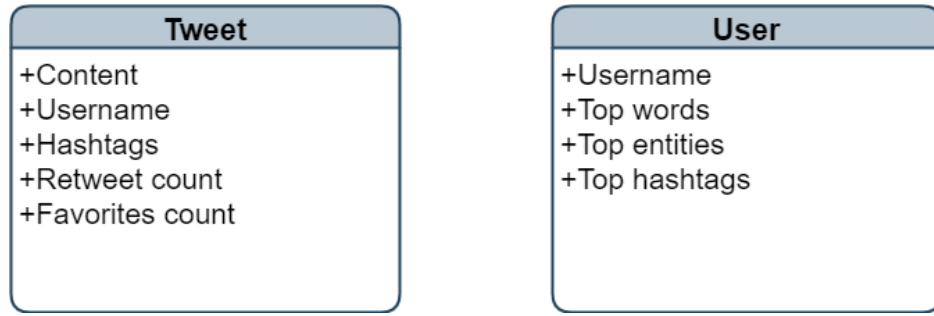 Tweet
+Content
+Username
+Hashtags
+Retweet count
+Favorites count
User
+Username
+Top words
+Top entities
+Top hashtags